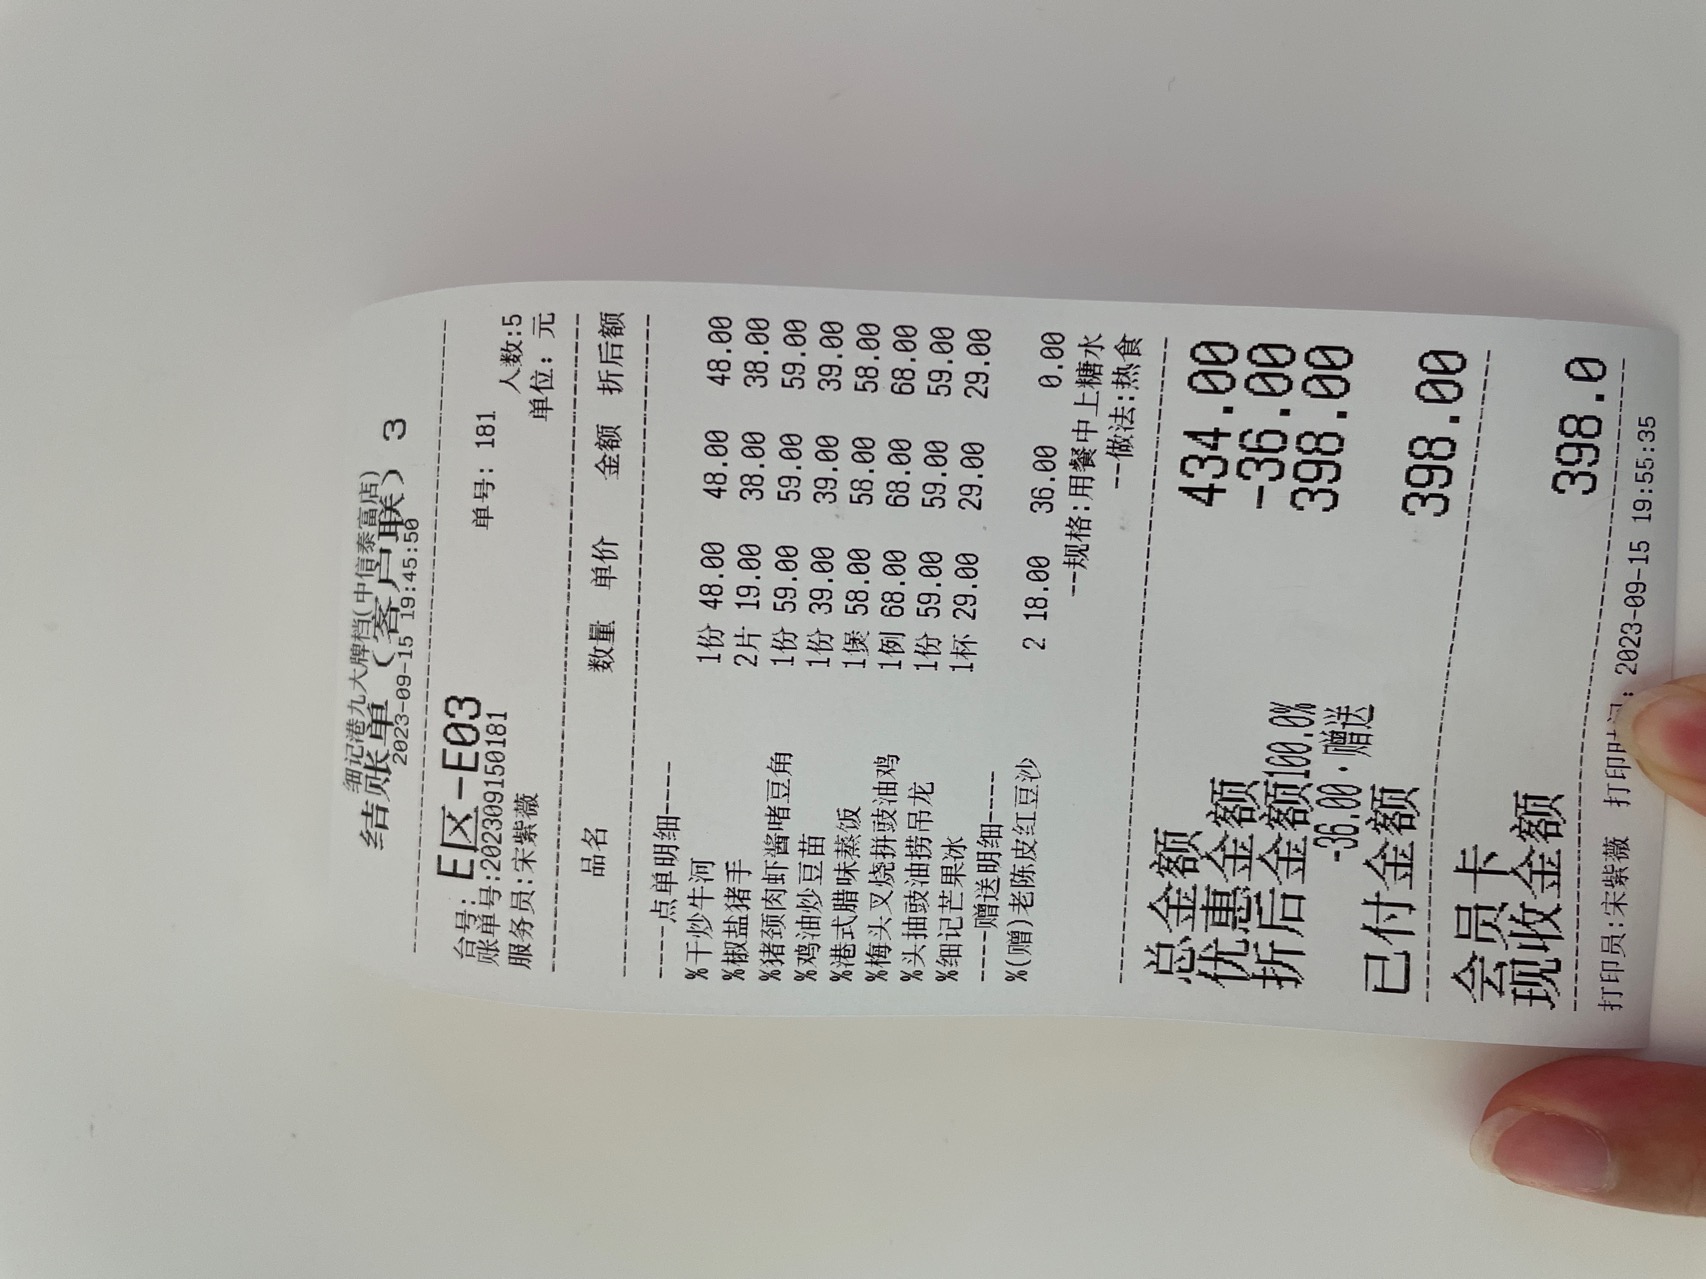 细记港九大牌档(中信泰富店)
结账单(客户联) 3
2023-09-15 19:45:50
台号: E区-E03
账单号:202309150181 单号: 181
服务员:宋紫薇 人数:5
单位: 元
品名 数量 单价 金额 折后额
----点单明细----
%干炒牛河 1份 48.00 48.00 48.00
%椒盐猪手 2片 19.00 38.00 38.00
%猪颈肉虾酱啫豆角 1份 59.00 59.00 59.00
%鸡油炒豆苗 1份 39.00 39.00 39.00
%港式腊味蒸饭 1煲 58.00 58.00 58.00
%梅头叉烧拼豉油鸡 1例 68.00 68.00 68.00
%头抽豉油捞吊龙 1份 59.00 59.00 59.00
%细记芒果冰 1杯 29.00 29.00 29.00
----赠送明细----
%(赠)老陈皮红豆沙 2 18.00 36.00 0.00
--规格:用餐中上糖水
--做法:热食
总金额 434.00
优惠金额 -36.00
折后金额100.0% 398.00
-36.00·赠送
已付金额 398.00
会员卡
现收金额 398.0
打印员:宋紫薇 打印时间: 2023-09-15 19:55:35